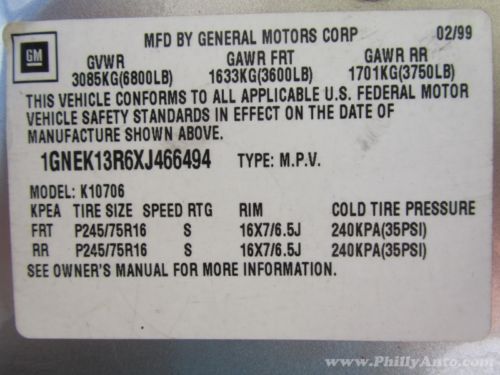 GM
MFD BY GENERAL MOTORS CORP 02/99
GVWR GAWR FRT GAWR RR
3085KG(6800LB) 1633KG(3600LB) 1701KG(3750LB)
THIS VEHICLE CONFORMS TO ALL APPLICABLE U.S. FEDERAL MOTOR
VEHICLE SAFETY STANDARDS IN EFFECT ON THE DATE OF
MANUFACTURE SHOWN ABOVE.
1GNEK13R6XJ466494 TYPE: M.P.V.
MODEL: K10706
KPEA TIRE SIZE SPEED RTG RIM COLD TIRE PRESSURE
FRT P245/75R16 S 16X7/6.5J 240KPA(35PSI)
RR P245/75R16 S 16X7/6.5J 240KPA(35PSI)
SEE OWNER'S MANUAL FOR MORE INFORMATION.
www.PhillyAnto.com